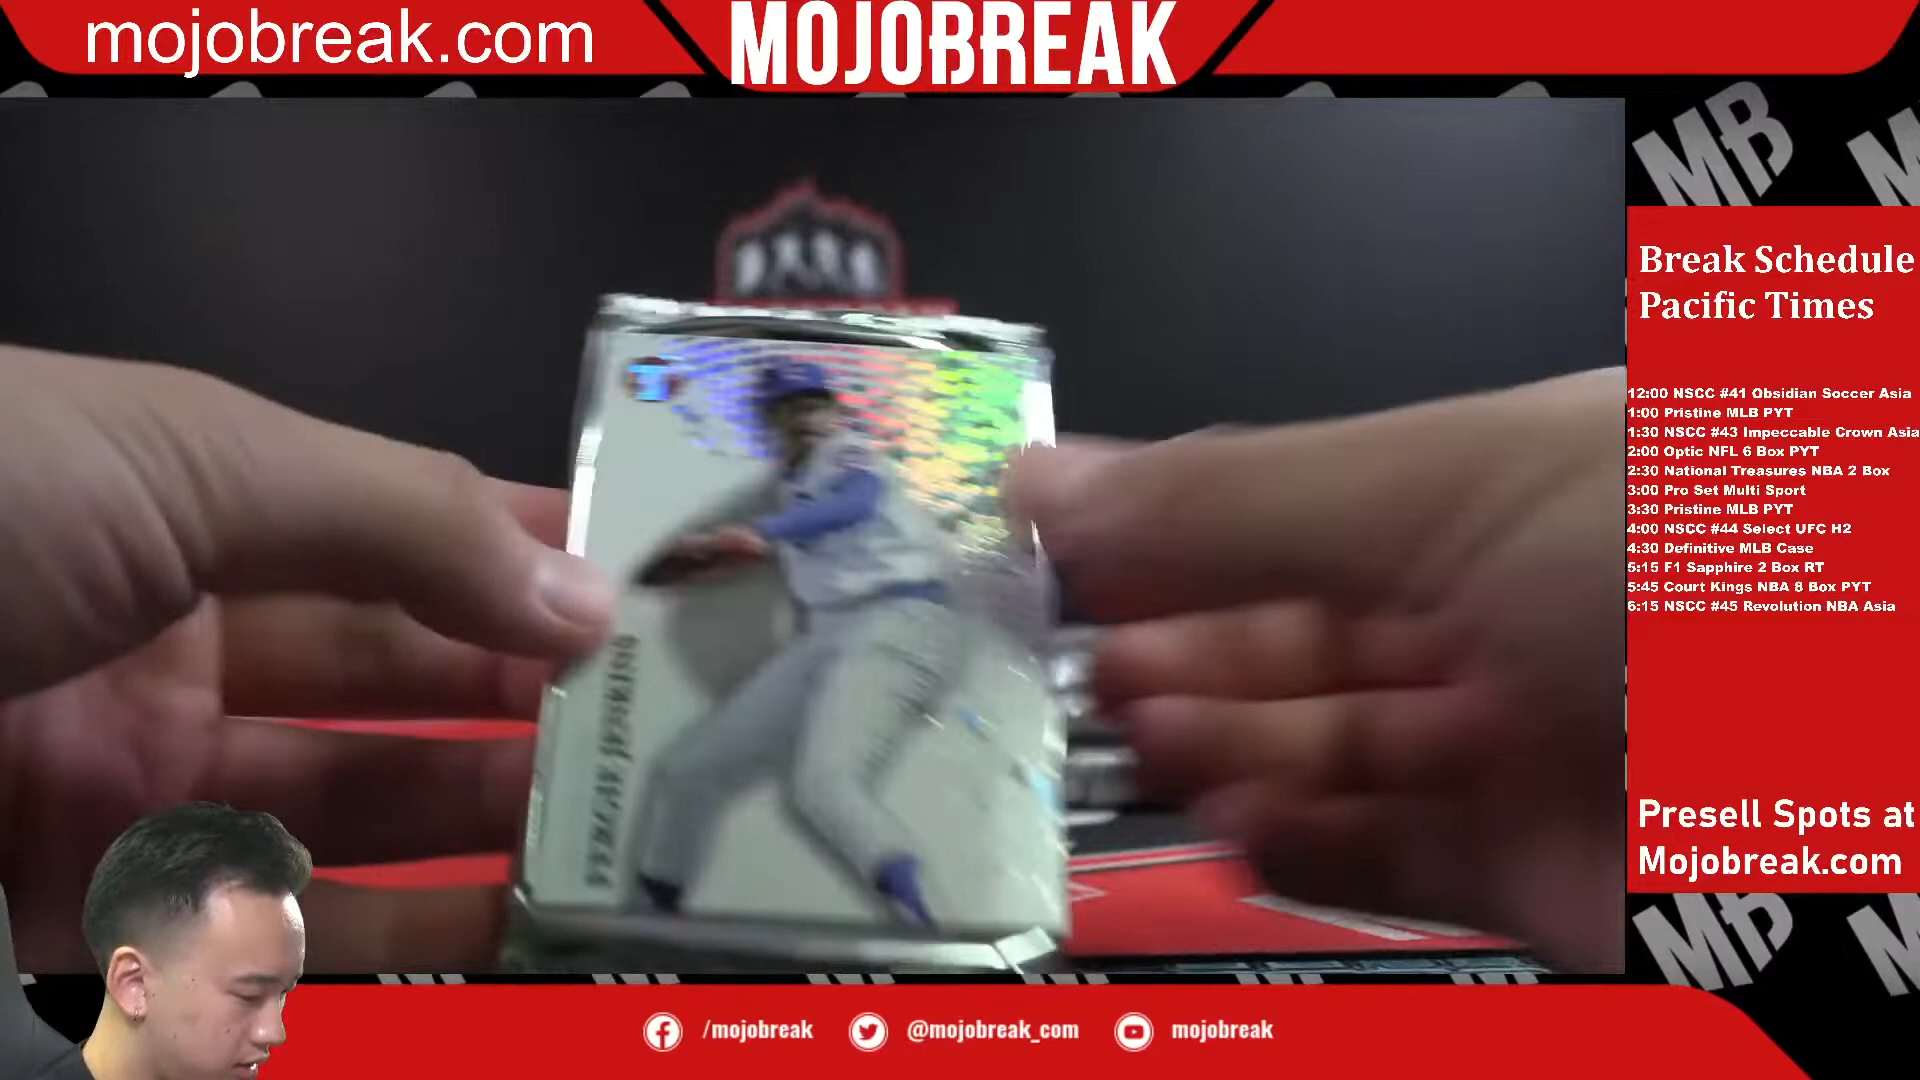 mojobreak.com
MOJOBREAK
MB
Break Schedule
Pacific Times
12:00 NSCC #41 Obsidian Soccer Asia
1:00 Pristine MLB PYT
1:30 NSCC #43 Impeccable Crown Asia
2:00 Optic NFL 6 Box PYT
2:30 National Treasures NBA 2 Box
3:00 Pro Set Multi Sport
3:30 Pristine MLB PYT
4:00 NSCC #44 Select UFC H2
4:30 Definitive MLB Case
5:15 F1 Sapphire 2 Box RT
5:45 Court Kings NBA 8 Box PYT
6:15 NSCC #45 Revolution NBA Asia
Presell Spots at
Mojobreak.com
MB
/mojobreak
@mojobreak_com
mojobreak